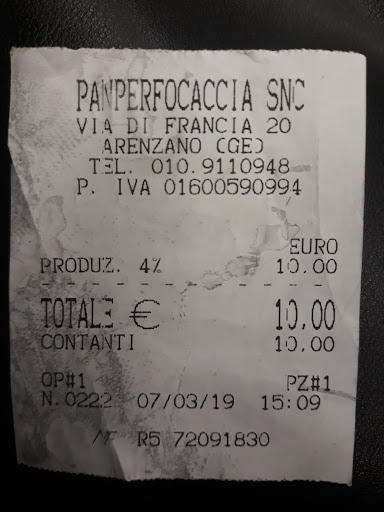 PANPERFOCACCIA SNC
VIA DI FRANCIA 20
ARENZANO (GE)
TEL. 010.9110948
P. IVA 01600590994
EURO
PRODUZ. 4% 10.00
TOTALE € 10.00
CONTANTI 10.00
OP#1 PZ#1
N.0222 07/03/19 15:09
R5 72091830